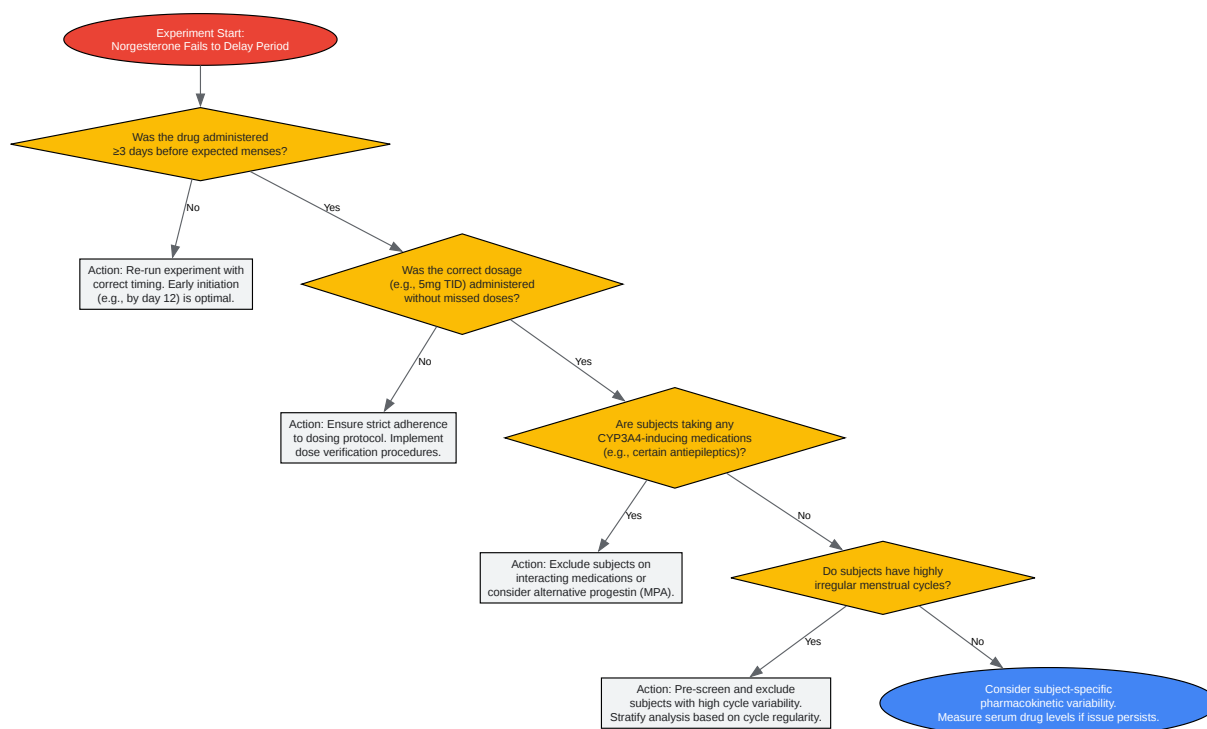 Experiment Start:
Norgesterone Fails to Delay Period
Was the drug administered
≥3 days before expected menses?
No
Yes
Action: Re-run experiment with
correct timing. Early initiation
(e.g., by day 12) is optimal.
Was the correct dosage
(e.g., 5mg TID) administered
without missed doses?
No
Yes
Action: Ensure strict adherence
to dosing protocol. Implement
dose verification procedures.
Are subjects taking any
CYP3A4-inducing medications
(e.g., certain antiepileptics)?
Yes
No
Action: Exclude subjects on
interacting medications or
consider alternative progestin (MPA).
Do subjects have highly
irregular menstrual cycles?
Yes
No
Action: Pre-screen and exclude
subjects with high cycle variability.
Stratify analysis based on cycle regularity.
Consider subject-specific
pharmacokinetic variability.
Measure serum drug levels if issue persists.